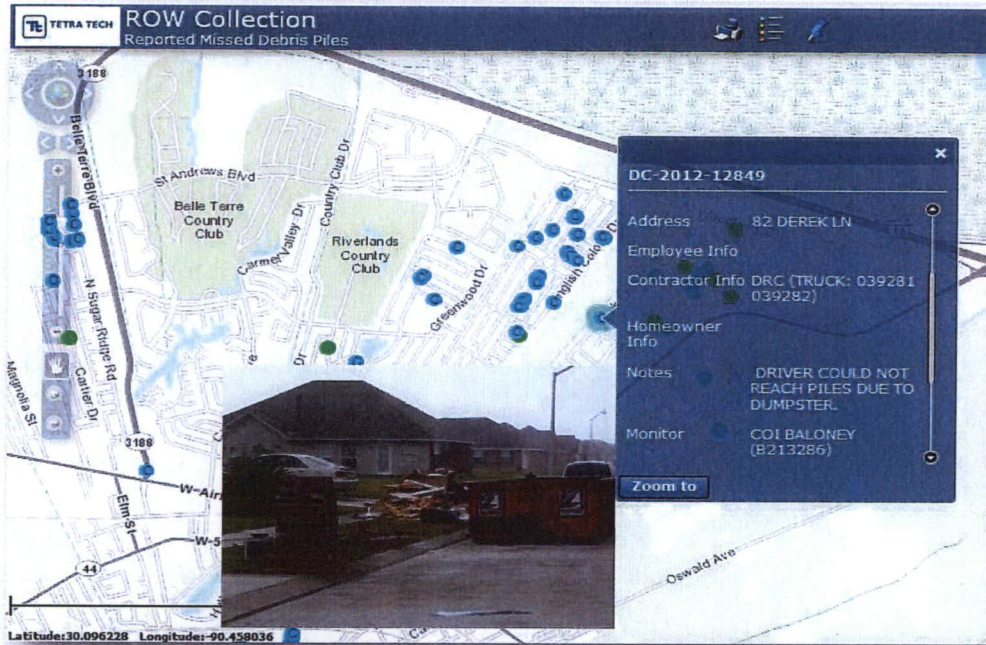 TETRA TECH
ROW Collection
Reported Missed Debris Piles
3188
Belle Terre Blvd
St Andrews Blvd
Country Club Dr
Belle Terre
Country
Club
Carmel Valley Dr
Riverlands
Country
Club
Greenwood Dr
English Colo
N Sugar Ridge Rd
Cartier Dr
Magnolia St
Dr
3188
W-Air
Elm St
W-5
44
Oswald Ave
DC-2012-12849
Address 82 DEREK LN
Employee Info
Contractor Info DRC (TRUCK: 039281
039282)
Homeowner
Info
Notes DRIVER COULD NOT
REACH PILES DUE TO
DUMPSTER.
Monitor COI BALONEY
(B213286)
Zoom to
Latitude:30.096228 Longitude:-90.458036